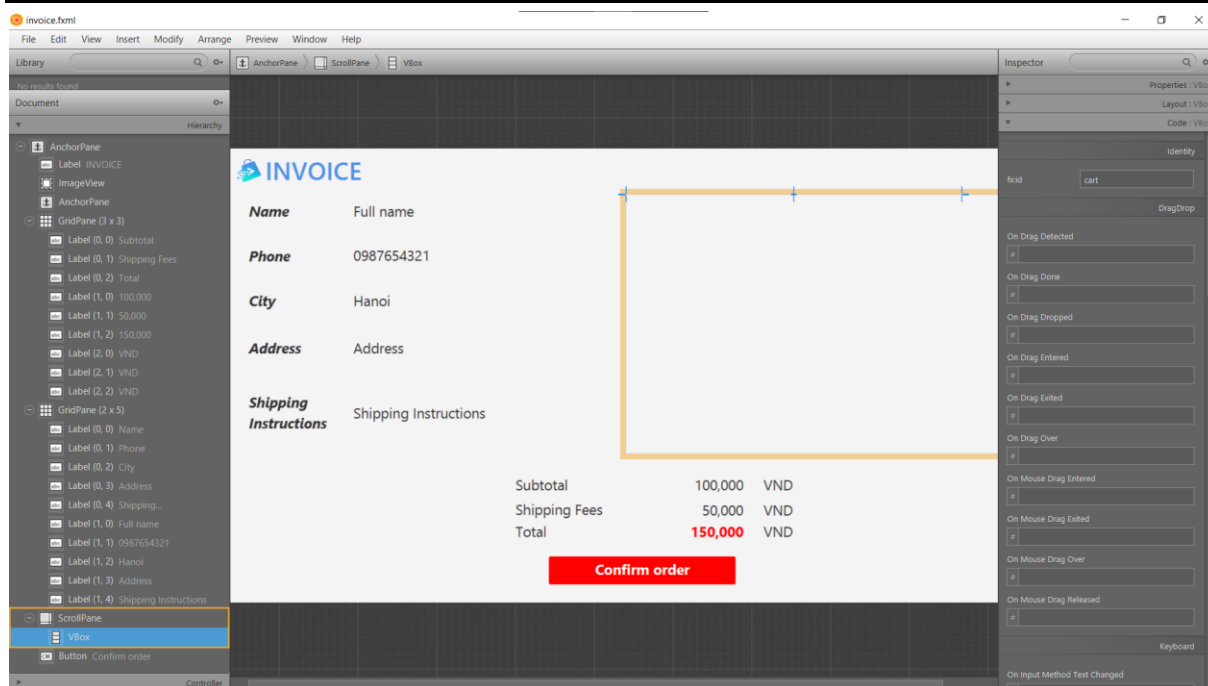 invoice.fxml
File Edit View Insert Modify Arrange Preview Window Help
Library
AnchorPane ScrollPane VBox
Inspector
No results found
Document
Hierarchy
AnchorPane
Label INVOICE
ImageView
AnchorPane
GridPane (3 x 3)
Label (0, 0) Subtotal
Label (0, 1) Shipping Fees
Label (0, 2) Total
Label (1, 0) 100,000
Label (1, 1) 50,000
Label (1, 2) 150,000
Label (2, 0) VND
Label (2, 1) VND
Label (2, 2) VND
GridPane (2 x 5)
Label (0, 0) Name
Label (0, 1) Phone
Label (0, 2) City
Label (0, 3) Address
Label (0, 4) Shipping...
Label (1, 0) Full name
Label (1, 1) 0987654321
Label (1, 2) Hanoi
Label (1, 3) Address
Label (1, 4) Shipping Instructions
ScrollPane
VBox
Button Confirm order
Controller
INVOICE
Name Full name
Phone 0987654321
City Hanoi
Address Address
Shipping
Instructions Shipping Instructions
Subtotal 100,000 VND
Shipping Fees 50,000 VND
Total 150,000 VND
Confirm order
Properties : VBo
Layout : VBo
Code : VBo
Identity
fx:id cart
DragDrop
On Drag Detected
#
On Drag Done
#
On Drag Dropped
#
On Drag Entered
#
On Drag Exited
#
On Drag Over
#
On Mouse Drag Entered
#
On Mouse Drag Exited
#
On Mouse Drag Over
#
On Mouse Drag Released
#
Keyboard
On Input Method Text Changed